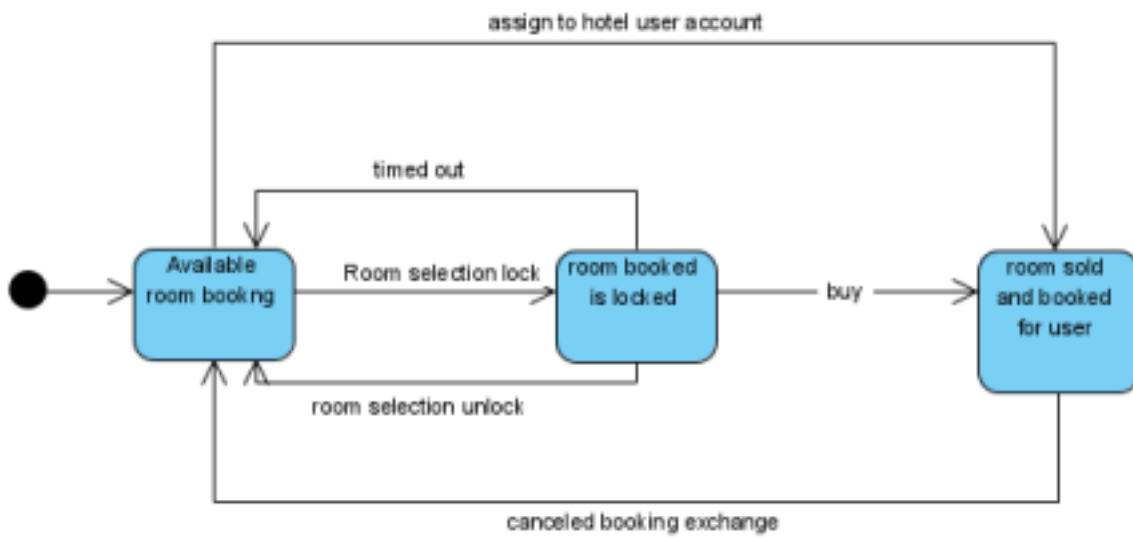 assign to hotel user account
timed out
Available
room bookng
Room selection lock
room booked
is locked
buy
room sold
and booked
for user
room selection unlock
canceled booking exchange